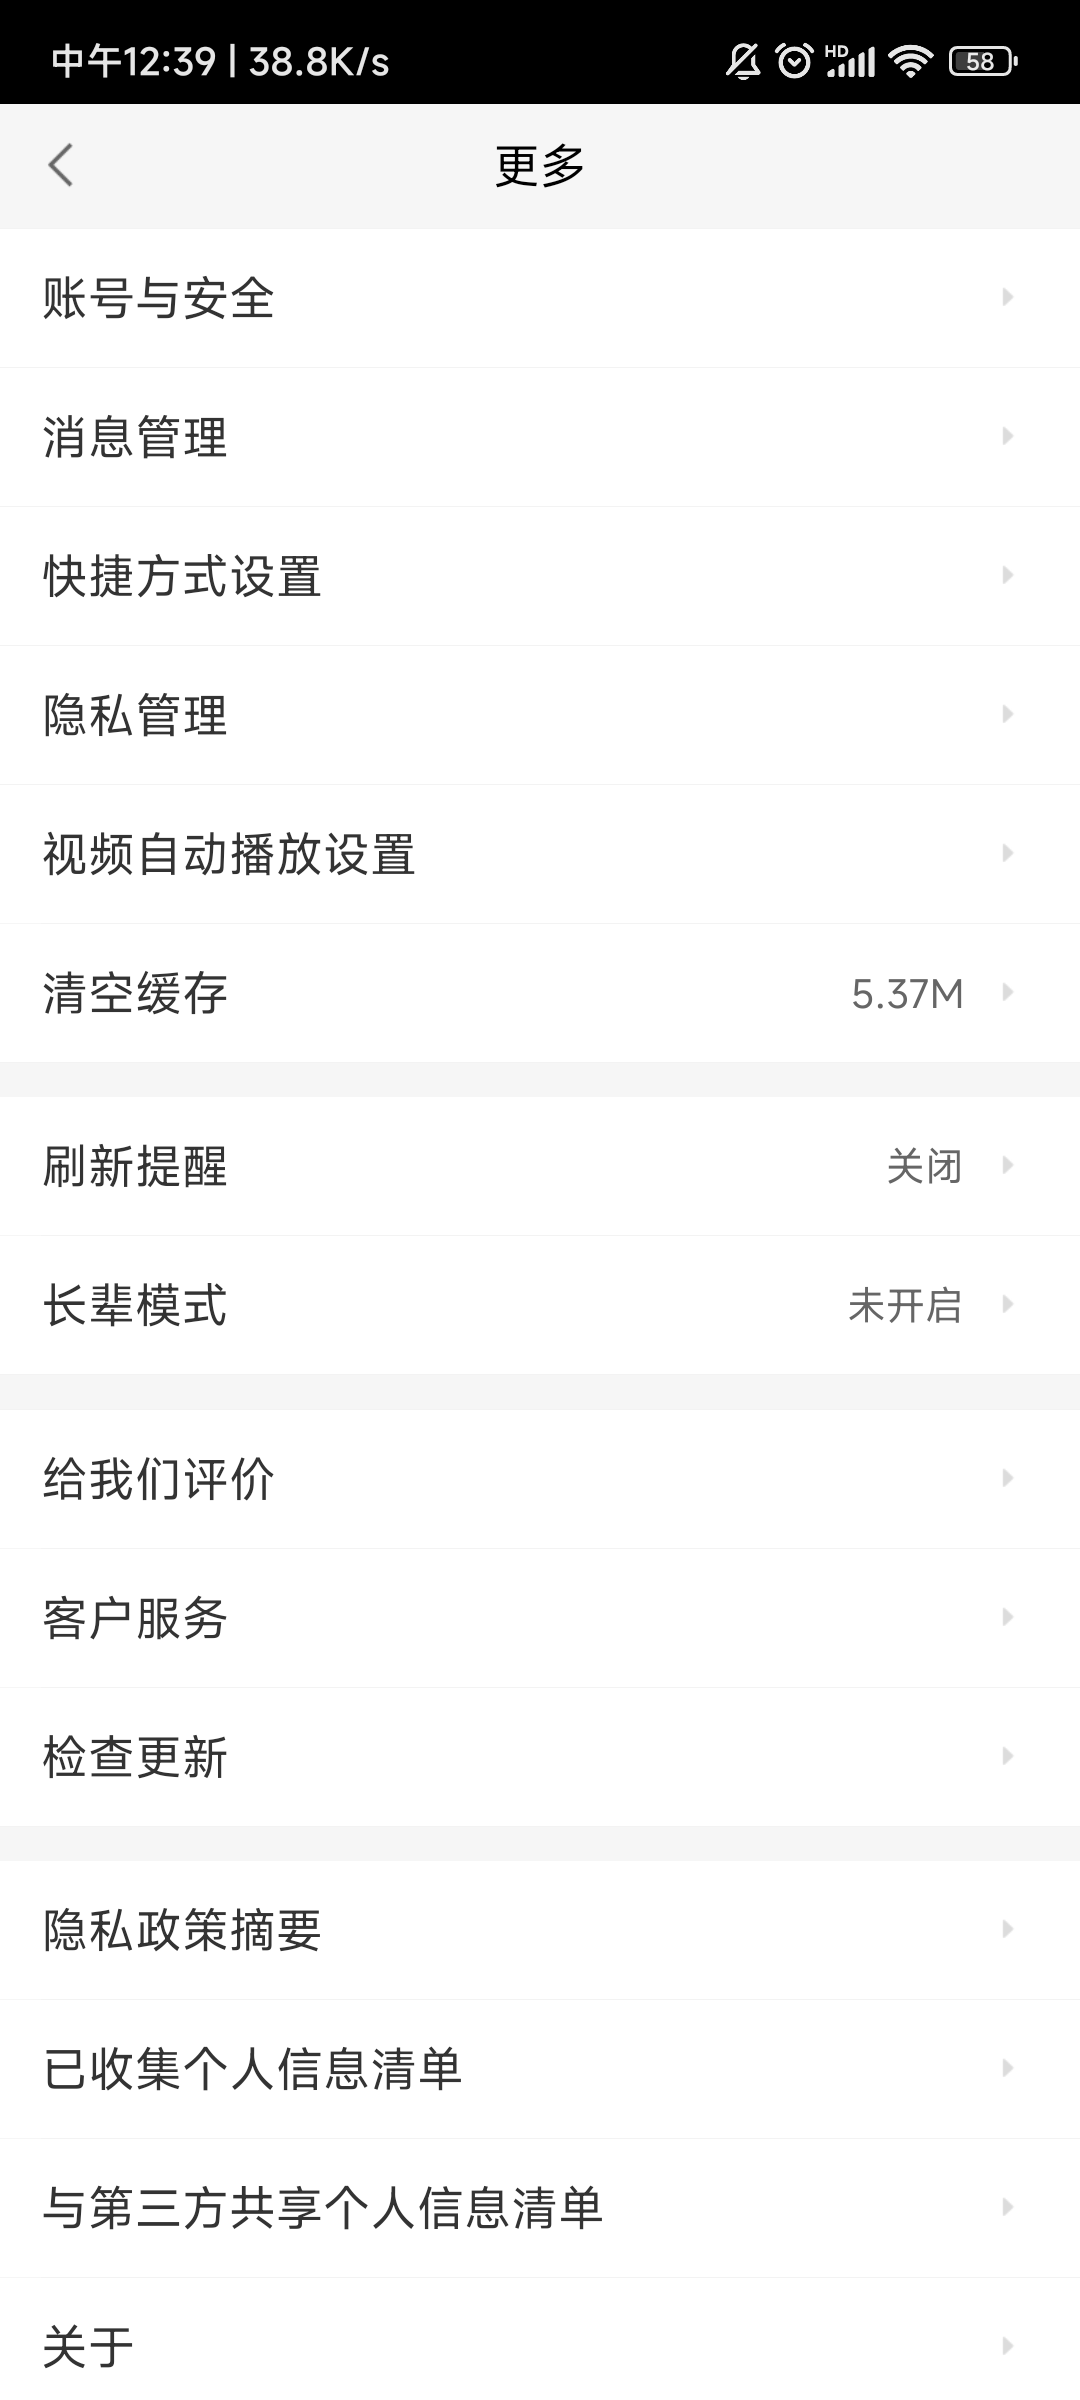 中午12:39 | 38.8K/s
HD
58
更多
账号与安全
消息管理
快捷方式设置
隐私管理
视频自动播放设置
清空缓存 5.37M
刷新提醒 关闭
长辈模式 未开启
给我们评价
客户服务
检查更新
隐私政策摘要
已收集个人信息清单
与第三方共享个人信息清单
关于